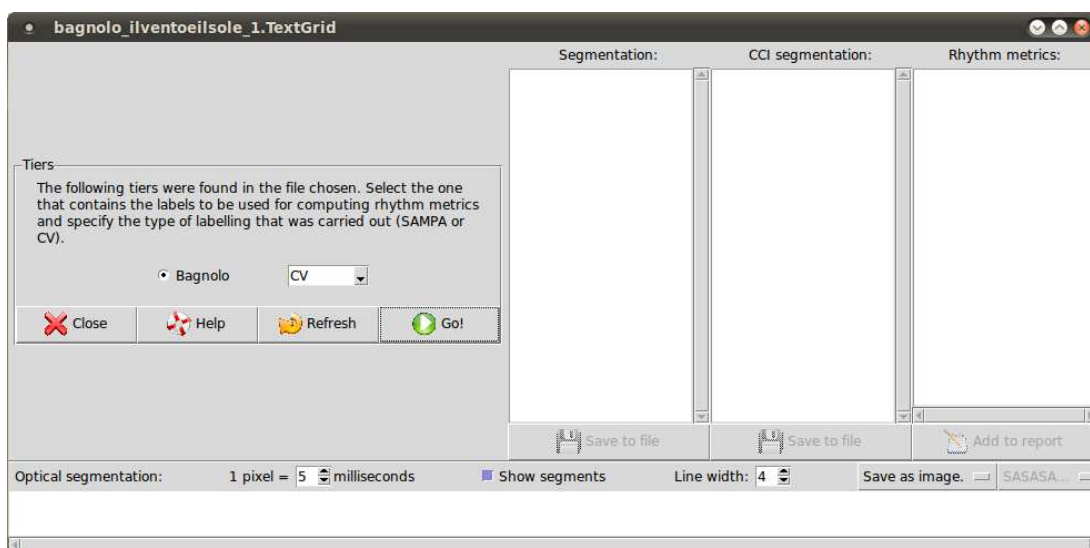 bagnolo_ilventoeilsole_1.TextGrid
Segmentation: CCI segmentation: Rhythm metrics:
Tiers
The following tiers were found in the file chosen. Select the one
that contains the labels to be used for computing rhythm metrics
and specify the type of labelling that was carried out (SAMPA or
CV).
Bagnolo CV
Close Help Refresh Go!
Save to file Save to file Add to report
Optical segmentation: 1 pixel = 5 milliseconds Show segments Line width: 4 Save as image. SASASA...